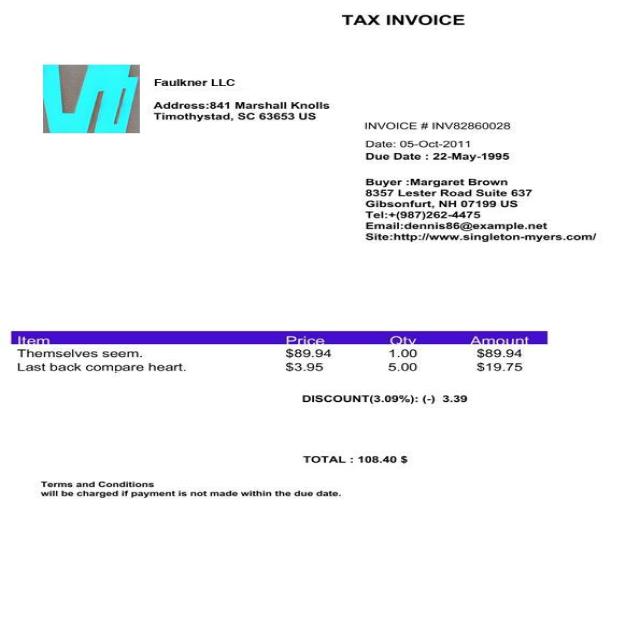 TAX INVOICE
Faulkner LLC
Address:841 Marshall Knolls
Timothystad, SC 63653 US
INVOICE # INV82860028
Date: 05-Oct-2011
Due Date : 22-May-1995
Buyer :Margaret Brown
8357 Lester Road Suite 637
Gibsonfurt, NH 07199 US
Tel:+(987)262-4475
Email:dennis86@example.net
Site:http://www.singleton-myers.com/
Item Price Qty Amount
Themselves seem. $89.94 1.00 $89.94
Last back compare heart. $3.95 5.00 $19.75
DISCOUNT(3.09%): (-) 3.39
TOTAL : 108.40 $
Terms and Conditions
will be charged if payment is not made within the due date.